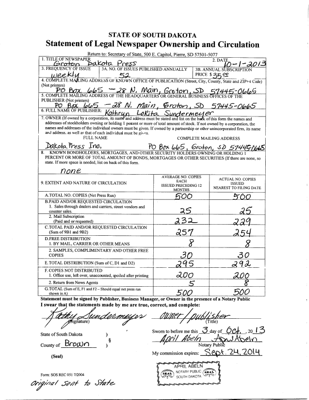 STATE OF SOUTH DAKOTA
Statement of Legal Newspaper Ownership and Circulation
Return to: Secretary of State, 500 E. Capitol, Pierre, SD 57501-5077
1. TITLE OF NEWSPAPER 2. DATE
Groton Dakota Press 10-1-2013
3. FREQUENCY OF ISSUE 3A. NO. OF ISSUES PUBLISHED ANNUALLY 3B. ANNUAL SUBSCRIPTION
weekly 52 PRICE $
4. COMPLETE MAILING ADDRESS OF KNOWN OFFICE OF PUBLICATION (Street, City, County, State and ZIP+4 Code)
(Not printers)
PO Box 665 - 28 N. Main, Groton, SD 57445-0665
5. COMPLETE MAILING ADDRESS OF THE HEADQUARTERS OR GENERAL BUSINESS OFFICES OF THE
PUBLISHER (Not printer)
PO Box 665 - 28 N. Main, Groton, SD 57445-0665
6. FULL NAME OF PUBLISHER: Kathryn Sundermeyer
7. OWNER (If owned by a corporation, its name and address must be stated and also the names and
addresses of stockholders owning or holding 1 percent or more of total amount of stock. If not owned by a corporation, the
names and addresses of the individual owners must be given. If owned by a partnership or other unincorporated firm, its name
and address, as well as that of each individual must be given.
FULL NAME COMPLETE MAILING ADDRESS
Dakota Press Inc. PO Box 665, Groton, SD 57445-0665
8. KNOWN BONDHOLDERS, MORTGAGEES, AND OTHER SECURITY HOLDERS OWNING OR HOLDING 1
PERCENT OR MORE OF TOTAL AMOUNT OF BONDS, MORTGAGES OR OTHER SECURITIES (If there are none, so
state. If more space is needed, list on back of this form.
none
9. EXTENT AND NATURE OF CIRCULATION
AVERAGE NO. COPIES
EACH
ISSUED PRECEDING 12
MONTHS
ACTUAL NO. COPIES
ISSUED
NEAREST TO FILING DATE
A. TOTAL NO. COPIES (Net Press Run) 500 500
B. PAID AND/OR REQUESTED CIRCULATION
1. Sales through dealers and carriers, street vendors and
counter sales. 25 25
2. Mail Subscription
(Paid and or requested) 232 229
C. TOTAL PAID AND/OR REQUESTED CIRCULATION
(Sum of 9B1 and 9B2) 257 254
D. FREE DISTRIBUTION
1. BY MAIL, CARRIER OR OTHER MEANS 8 8
2. SAMPLES, COMPLIMENTARY AND OTHER FREE
COPIES 30 30
E. TOTAL DISTRIBUTION (Sum of C, D1 and D2) 295 292
F. COPIES NOT DISTRIBUTED
1. Office use, left over, unaccounted, spoiled after printing 200 200
2. Return from News Agents 5 8
G. TOTAL (Sum of E, F1 and F2 - Should equal net press run
shown in A) 500 500
Statement must be signed by Publisher, Business Manager, or Owner in the presence of a Notary Public
I swear that the statements made by me are true, correct, and complete:
Kathy Sundermeyer owner/publisher
(Signature) (Title)
State of South Dakota )
County of Brown )
Sworn to before me this 3 day of Oct. 20 13
April Abeln
Notary Public
(Seal)
My commission expires: Sept. 24, 2014
APRIL ABELN
NOTARY PUBLIC
SOUTH DAKOTA
original sent to State